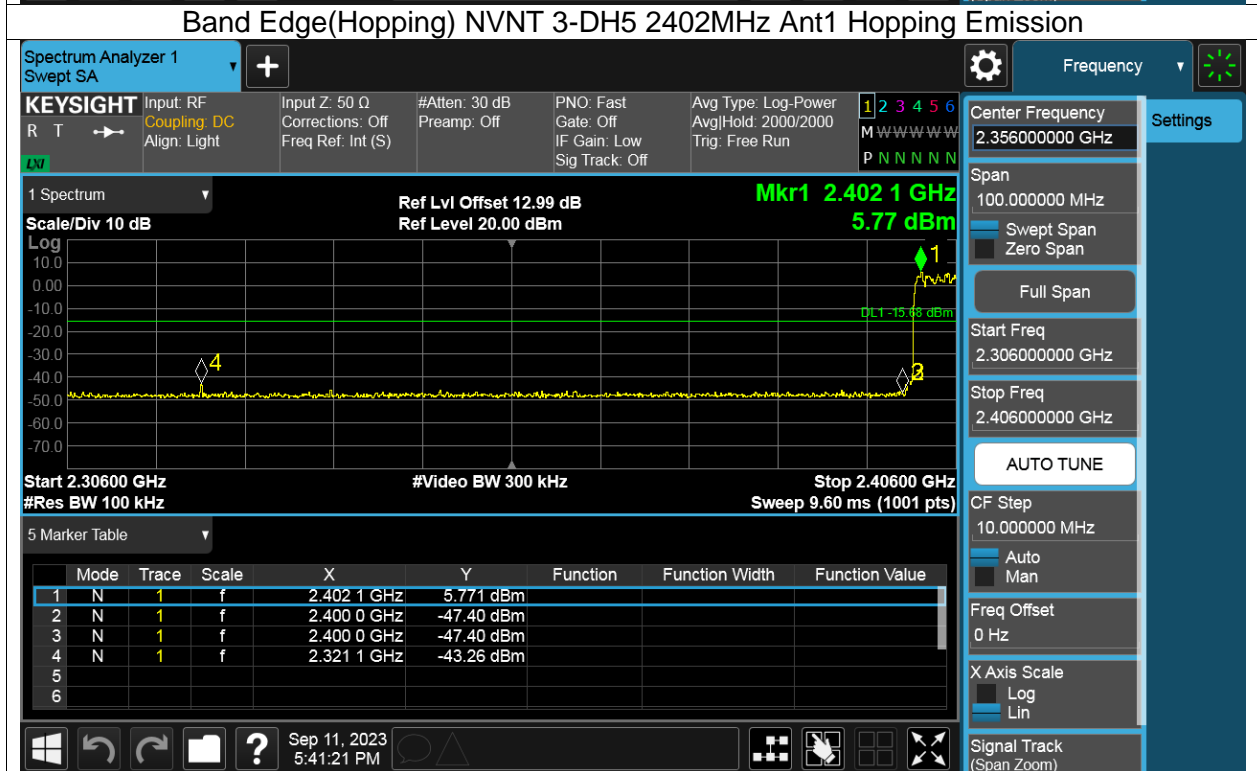 Band Edge(Hopping) NVNT 3-DH5 2402MHz Ant1 Hopping Emission
Spectrum Analyzer 1
Swept SA
+
Frequency
KEYSIGHT
R T
LXI
Input: RF
Coupling: DC
Align: Light
Input Z: 50 Ω
Corrections: Off
Freq Ref: Int (S)
#Atten: 30 dB
Preamp: Off
PNO: Fast
Gate: Off
IF Gain: Low
Sig Track: Off
Avg Type: Log-Power
Avg|Hold: 2000/2000
Trig: Free Run
1 2 3 4 5 6
M W W W W W
P N N N N N
1 Spectrum
Scale/Div 10 dB
Ref Lvl Offset 12.99 dB
Ref Level 20.00 dBm
Mkr1 2.402 1 GHz
5.77 dBm
Log
10.0
0.00
-10.0
-20.0
-30.0
-40.0
-50.0
-60.0
-70.0
1
DL1 -15.68 dBm
4
Start 2.30600 GHz
#Res BW 100 kHz
#Video BW 300 kHz
Stop 2.40600 GHz
Sweep 9.60 ms (1001 pts)
5 Marker Table
Mode Trace Scale X Y Function Function Width Function Value
1 N 1 f 2.402 1 GHz 5.771 dBm
2 N 1 f 2.400 0 GHz -47.40 dBm
3 N 1 f 2.400 0 GHz -47.40 dBm
4 N 1 f 2.321 1 GHz -43.26 dBm
5
6
?
Sep 11, 2023
5:41:21 PM
Center Frequency
2.356000000 GHz
Settings
Span
100.000000 MHz
Swept Span
Zero Span
Full Span
Start Freq
2.306000000 GHz
Stop Freq
2.406000000 GHz
AUTO TUNE
CF Step
10.000000 MHz
Auto
Man
Freq Offset
0 Hz
X Axis Scale
Log
Lin
Signal Track
(Span Zoom)